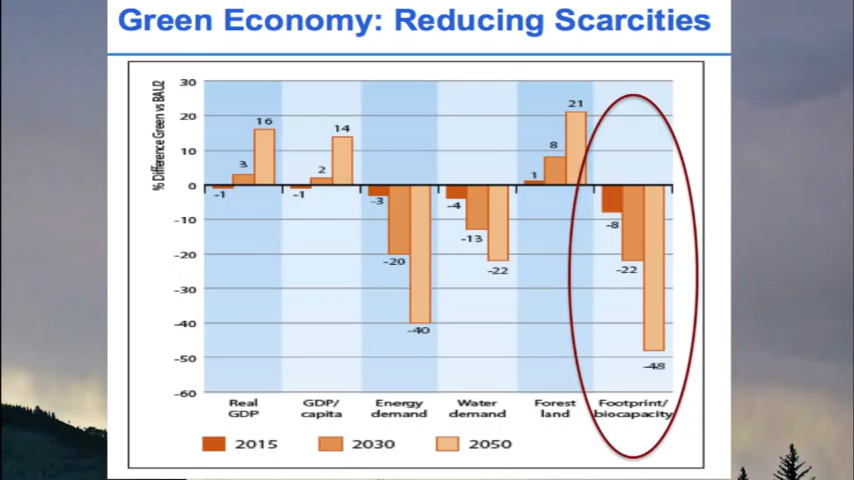 Green Economy: Reducing Scarcities
% Difference Green vs BAU2
30
20
10
0
-10
-20
-30
-40
-50
-60
-1
3
16
-1
2
14
-3
-20
-40
-4
-13
-22
1
8
21
-8
-22
-48
Real
GDP
GDP/
capita
Energy
demand
Water
demand
Forest
land
Footprint/
biocapacity
2015
2030
2050